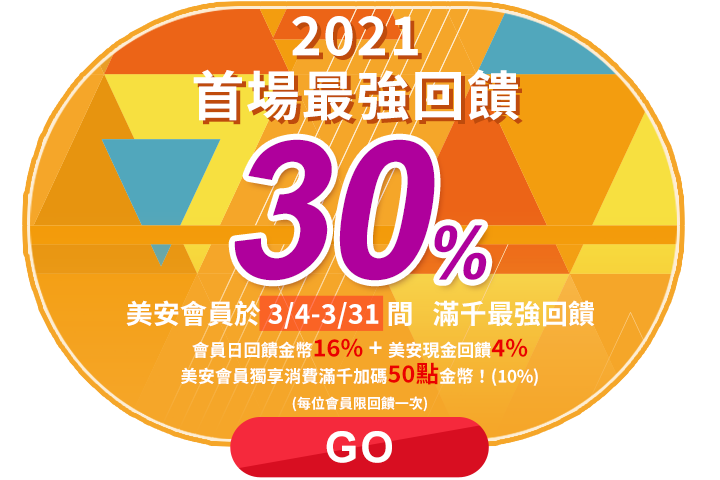 2021
首場最強回饋
30%
美安會員於 3/4-3/31 間 滿千最強回饋
會員日回饋金幣16% + 美安現金回饋4%
美安會員獨享消費滿千加碼50點金幣！(10%)
(每位會員限回饋一次)
GO